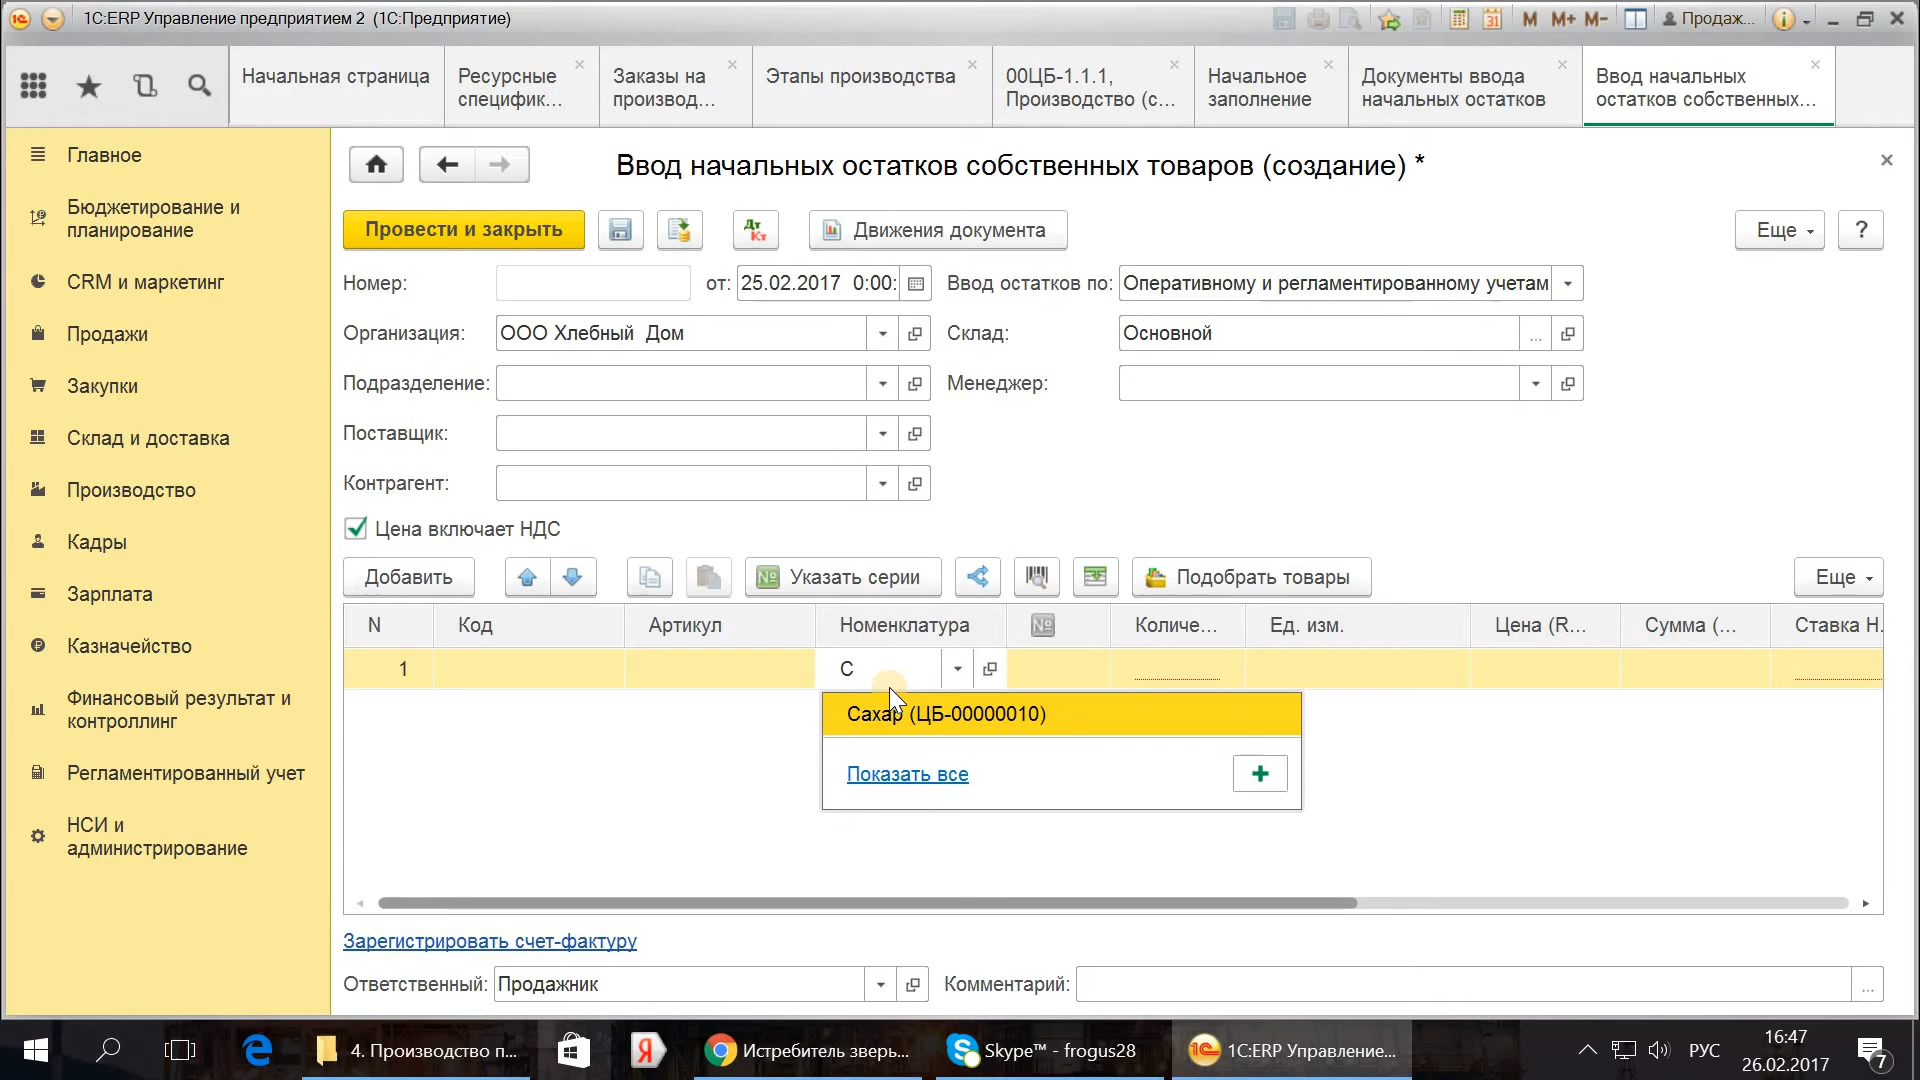 1С:ERP Управление предприятием 2 (1С:Предприятие)
M M+ M- Продаж...
Начальная страница
Ресурсные
специфик...
Заказы на
производ...
Этапы производства
00ЦБ-1.1.1,
Производство (с...
Начальное
заполнение
Документы ввода
начальных остатков
Ввод начальных
остатков собственных...
Главное
Бюджетирование и
планирование
CRM и маркетинг
Продажи
Закупки
Склад и доставка
Производство
Кадры
Зарплата
Казначейство
Финансовый результат и
контроллинг
Регламентированный учет
НСИ и
администрирование
Ввод начальных остатков собственных товаров (создание) *
Провести и закрыть
Дт
Кт
Движения документа
Еще
?
Номер:
от: 25.02.2017 0:00:
Ввод остатков по: Оперативному и регламентированному учетам
Организация: ООО Хлебный Дом
Склад: Основной
Подразделение:
Менеджер:
Поставщик:
Контрагент:
Цена включает НДС
Добавить
Указать серии
Подобрать товары
Еще
N Код Артикул Номенклатура № Количе... Ед. изм. Цена (R... Сумма (... Ставка Н.
1 С
Сахар (ЦБ-00000010)
Показать все
Зарегистрировать счет-фактуру
Ответственный: Продажник
Комментарий:
4. Производство п...
Я
Истребитель зверь...
Skype™ - frogus28
1С:ERP Управление...
РУС
16:47
26.02.2017
7